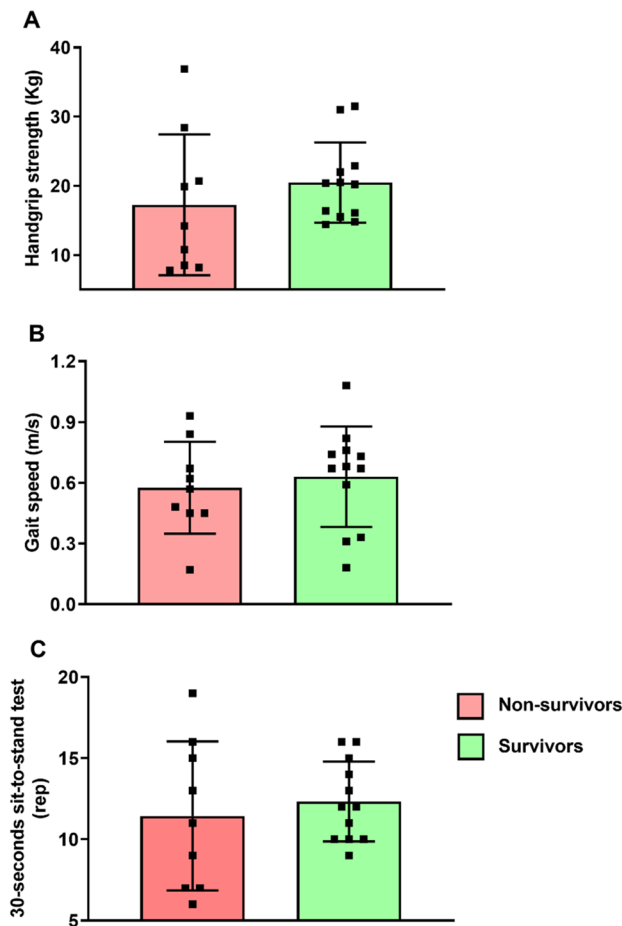 A
Handgrip strength (Kg)
40
30
20
10
B
Gait speed (m/s)
1.2
0.9
0.6
0.3
0.0
C
30-seconds sit-to-stand test
(rep)
20
15
10
5
Non-survivors
Survivors